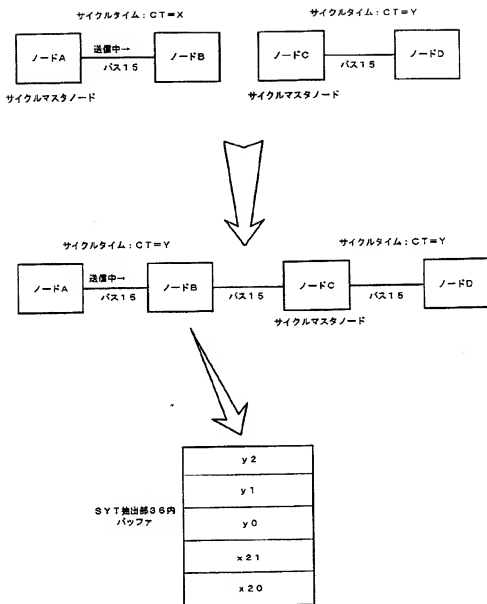 サイクルタイム：CT＝X
サイクルタイム：CT＝Y
ノードA
送信中→
バス１５
ノードB
ノードC
バス１５
ノードD
サイクルマスタノード
サイクルマスタノード
サイクルタイム：CT＝Y
サイクルタイム：CT＝Y
ノードA
送信中→
バス１５
ノードB
バス１５
ノードC
バス１５
ノードD
サイクルマスタノード
SYT抽出部３６内
バッファ
y２
y１
y０
x２１
x２０